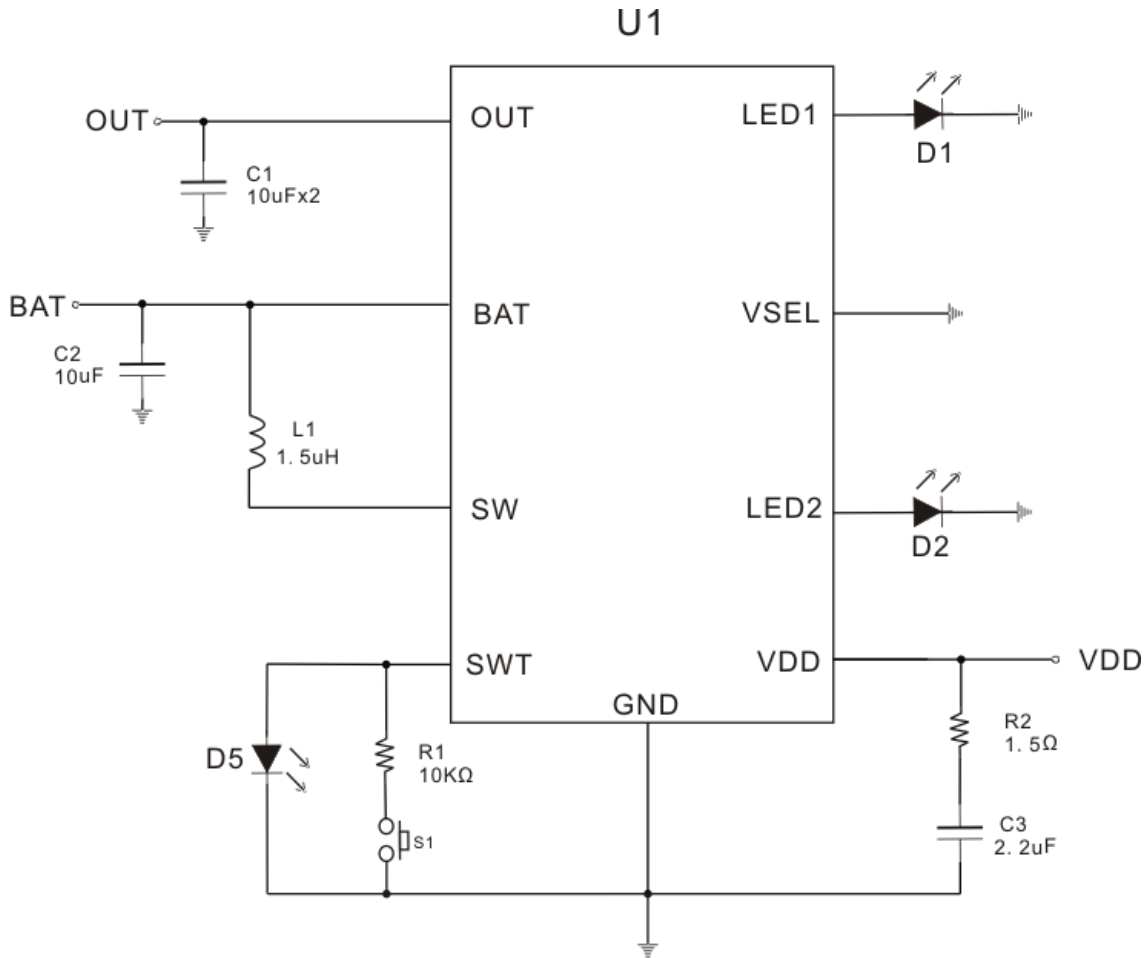 U1
OUT
OUT
LED1
D1
C1
10uFx2
BAT
BAT
VSEL
C2
10uF
L1
1. 5uH
SW
LED2
D2
SWT
VDD
VDD
GND
D5
R1
10KΩ
S1
R2
1. 5Ω
C3
2. 2uF